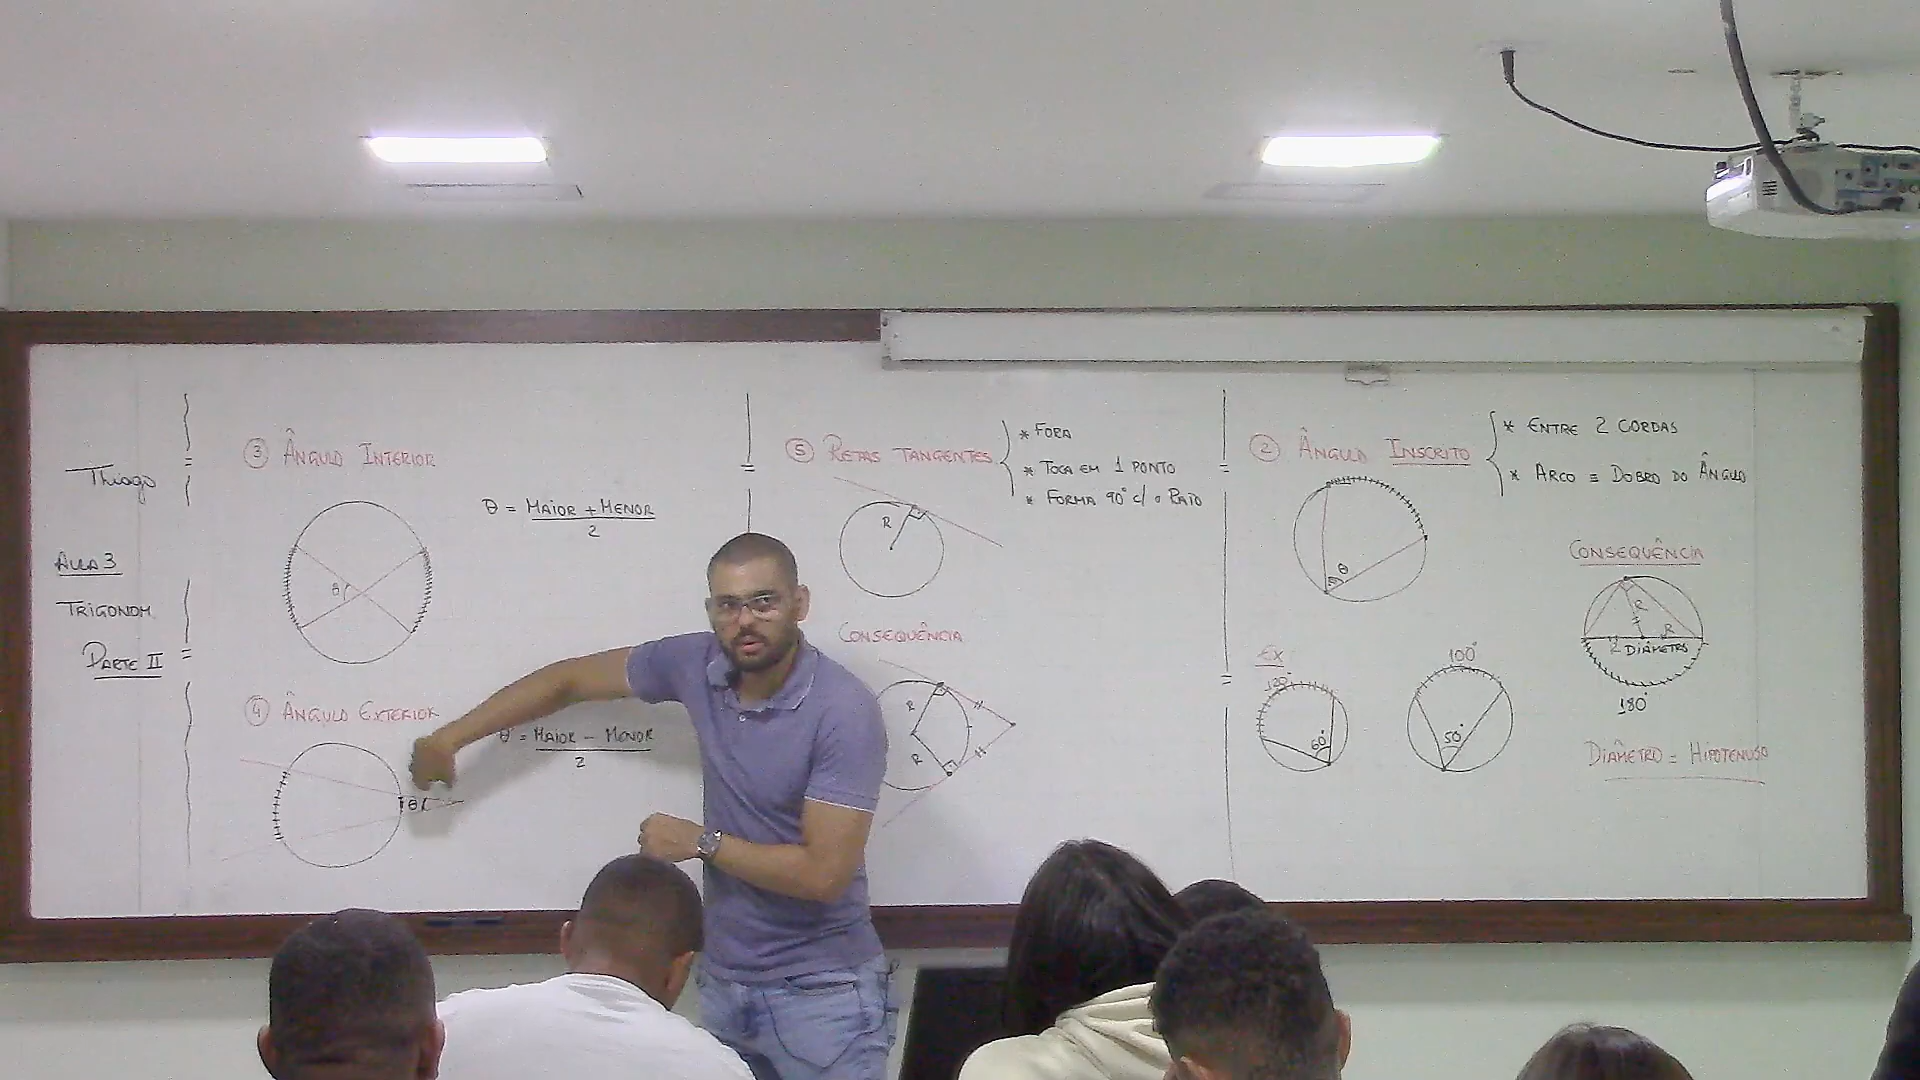 Thiago
AULA 3
TRIGONOM.
PARTE II
③ ÂNGULO INTERIOR
θ = MAIOR + MENOR
2
θ
④ ÂNGULO EXTERIOR
θ = MAIOR - MENOR
2
θ
⑤ RETAS TANGENTES
* FORA
* TOCA EM 1 PONTO
* FORMA 90° c/ o RAIO
R
CONSEQUÊNCIA
R
R
② ÂNGULO INSCRITO
* ENTRE 2 CORDAS
* ARCO = DOBRO DO ÂNGULO
θ
EX
120°
60°
100°
50°
CONSEQUÊNCIA
R
R
R
DIÂMETRO
180°
DIÂMETRO = HIPOTENUSA